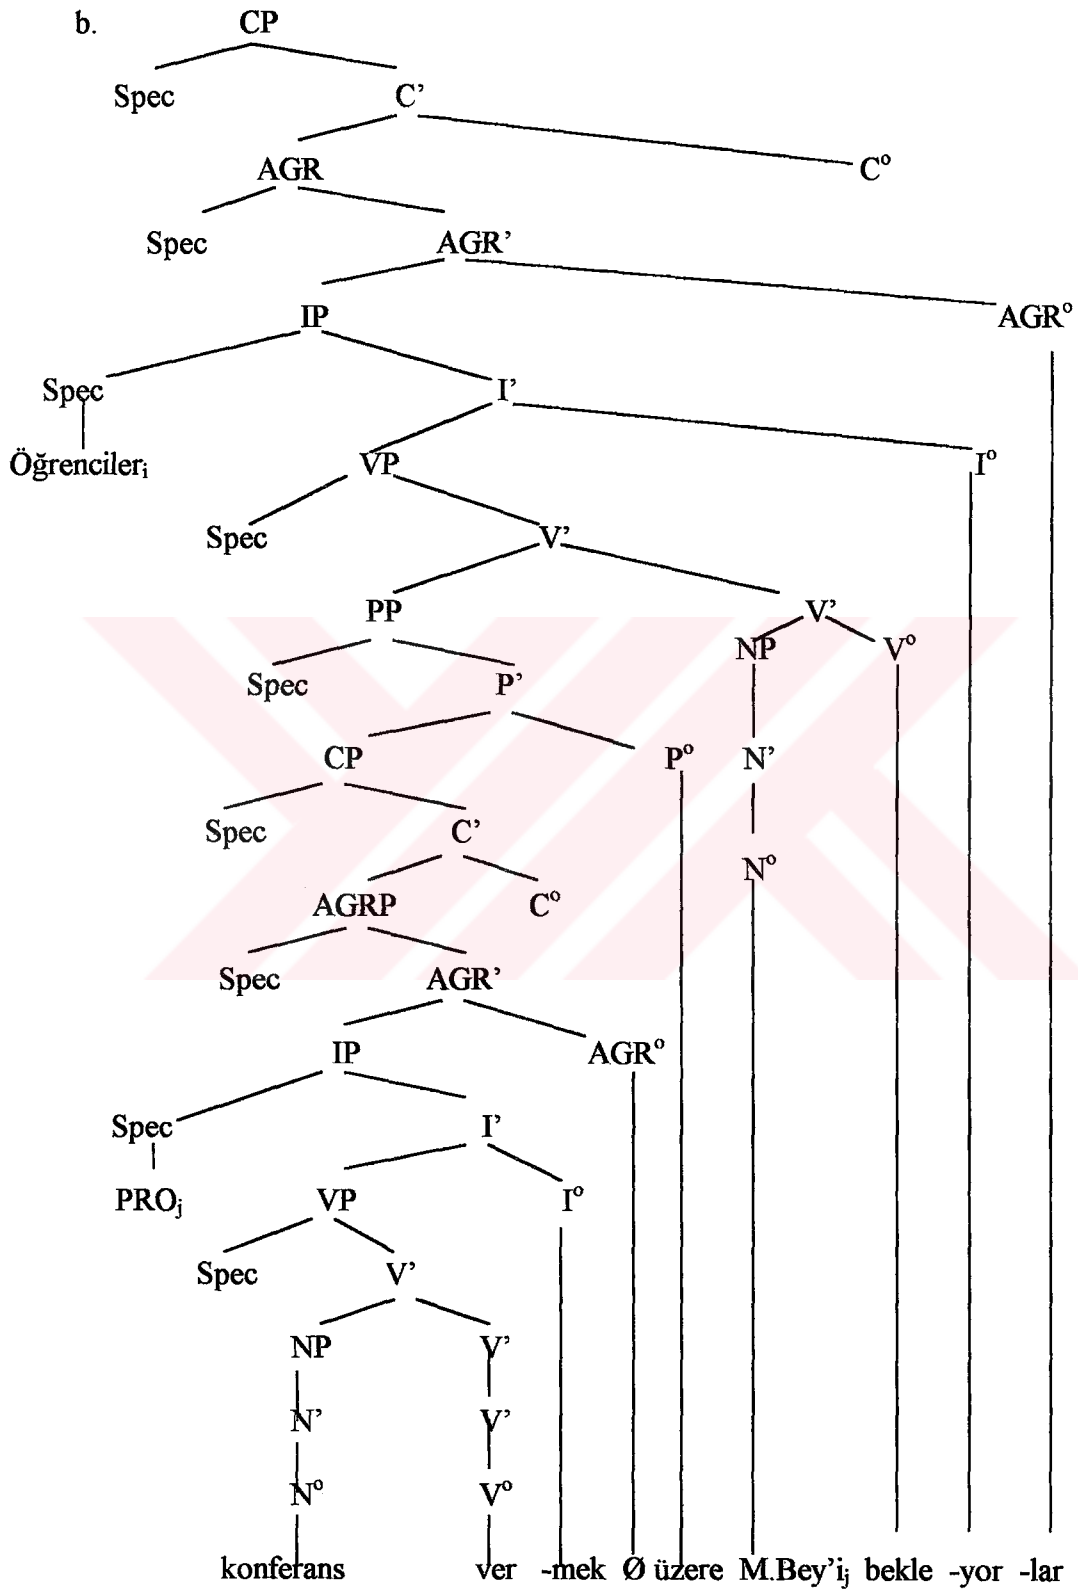 b. CP
Spec C’
AGR C°
Spec AGR’
IP AGR°
Spec I’
Öğrencileri VP I°
Spec V’
PP V’
NP V°
Spec P’
CP P° N’
Spec C’
N°
AGRP C°
Spec AGR’
IP AGR°
Spec I’
PROj VP I°
Spec V’
NP V’
N’ V’
N° V°
konferans ver -mek Ø üzere M.Bey’ij bekle -yor -lar